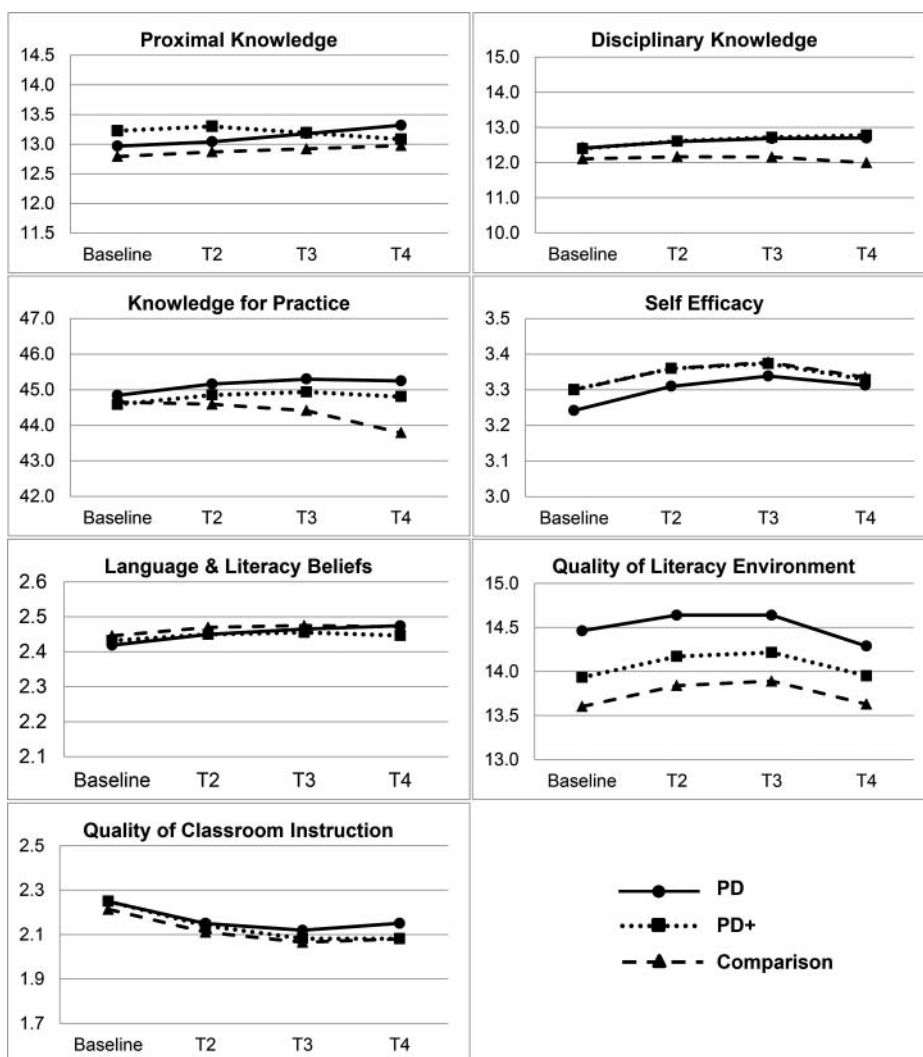 Proximal Knowledge
14.5
14.0
13.5
13.0
12.5
12.0
11.5
Baseline T2 T3 T4
Disciplinary Knowledge
15.0
14.0
13.0
12.0
11.0
10.0
Baseline T2 T3 T4
Knowledge for Practice
47.0
46.0
45.0
44.0
43.0
42.0
Baseline T2 T3 T4
Self Efficacy
3.5
3.4
3.3
3.2
3.1
3.0
Baseline T2 T3 T4
Language & Literacy Beliefs
2.6
2.5
2.4
2.3
2.2
2.1
Baseline T2 T3 T4
Quality of Literacy Environment
15.0
14.5
14.0
13.5
13.0
Baseline T2 T3 T4
Quality of Classroom Instruction
2.5
2.3
2.1
1.9
1.7
Baseline T2 T3 T4
PD
PD+
Comparison